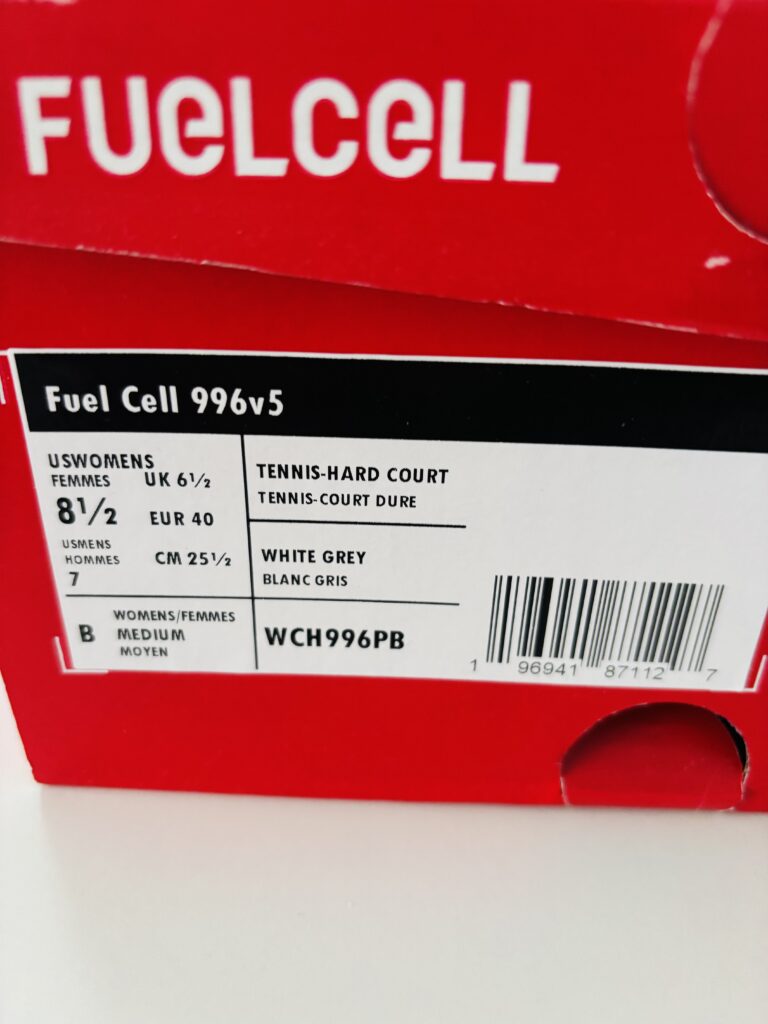 FUELCELL
Fuel Cell 996v5
USWOMENS
FEMMES
8½
UK 6½
EUR 40
USMENS
HOMMES
7
CM 25½
B
WOMENS/FEMMES
MEDIUM
MOYEN
TENNIS-HARD COURT
TENNIS-COURT DURE
WHITE GREY
BLANC GRIS
WCH996PB
1 96941 87112 7